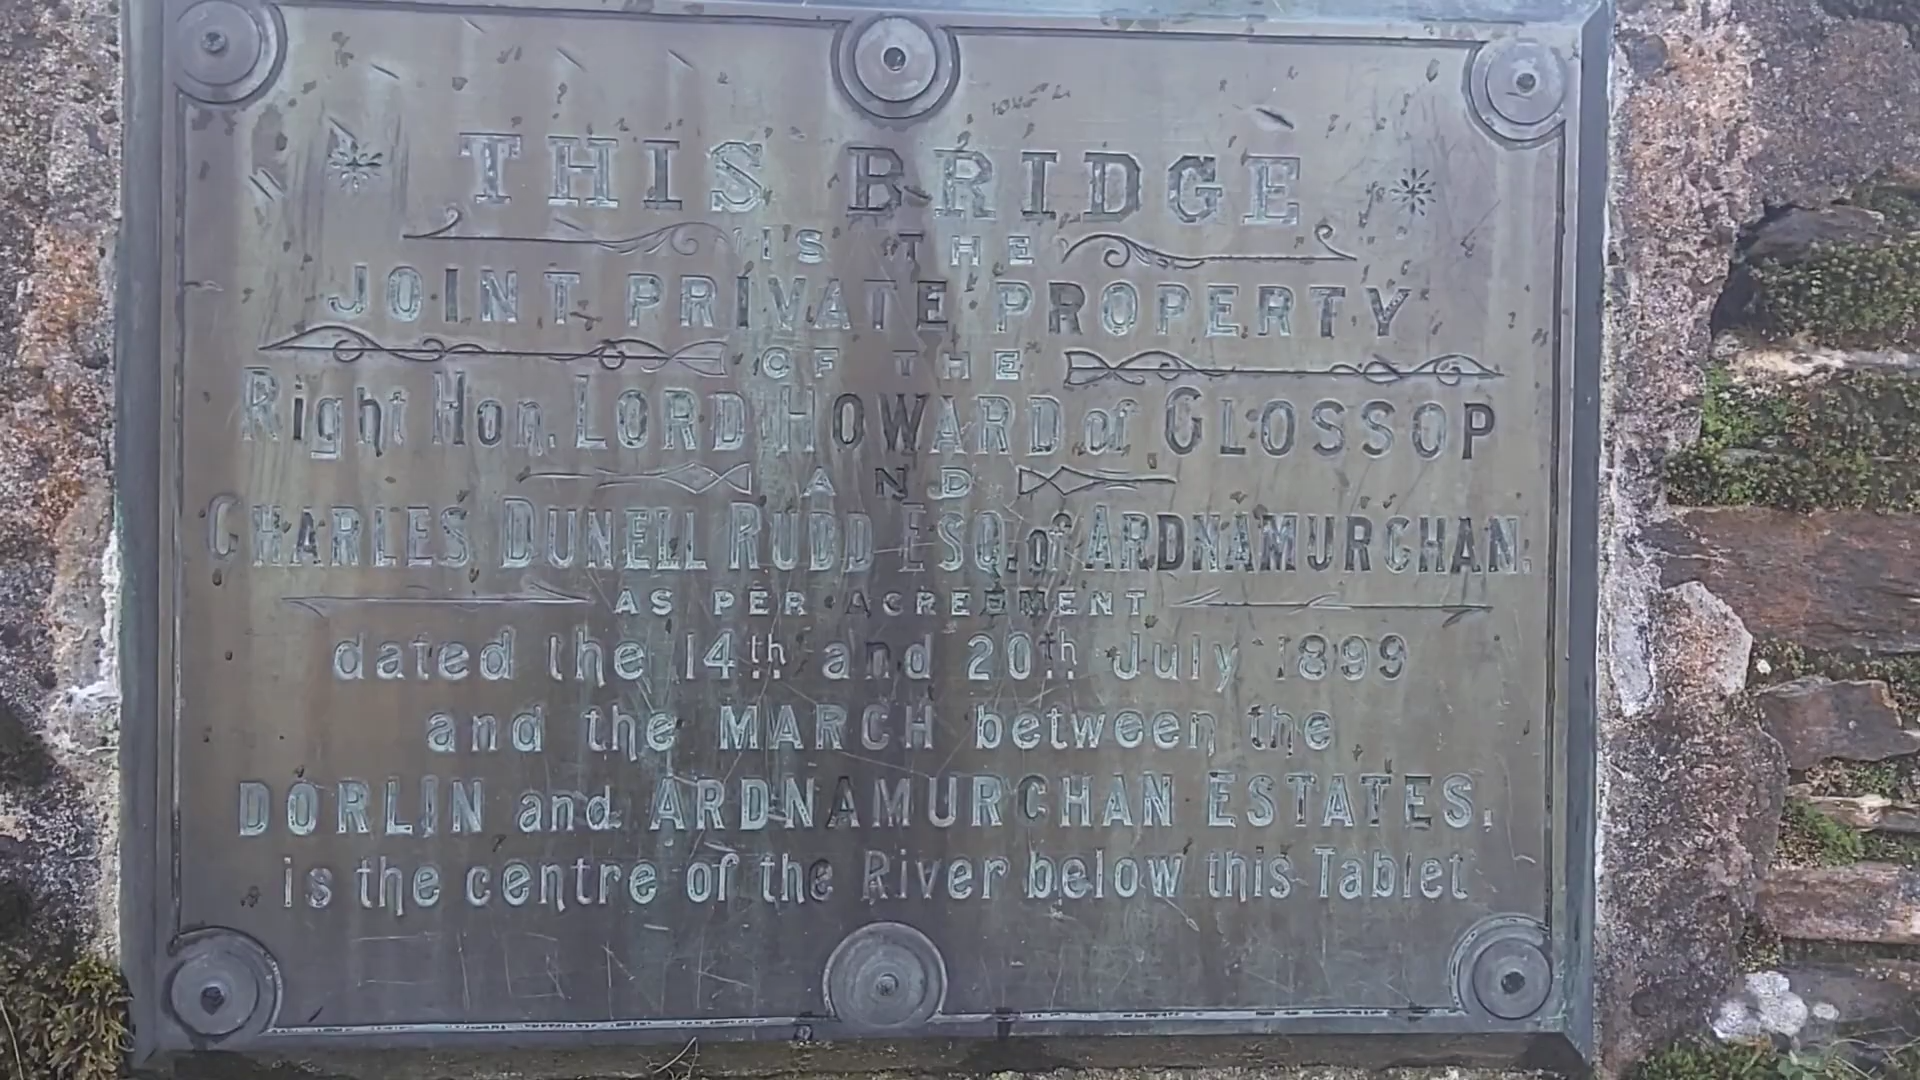 THIS BRIDGE
IS THE
JOINT PRIVATE PROPERTY
OF THE
Right Hon. LORD HOWARD of GLOSSOP
AND
CHARLES DUNELL RUDD ESQ. of ARDNAMURCHAN.
AS PER AGREEMENT
dated the 14th and 20th July 1899
and the MARCH between the
DORLIN and ARDNAMURCHAN ESTATES.
is the centre of the River below this Tablet